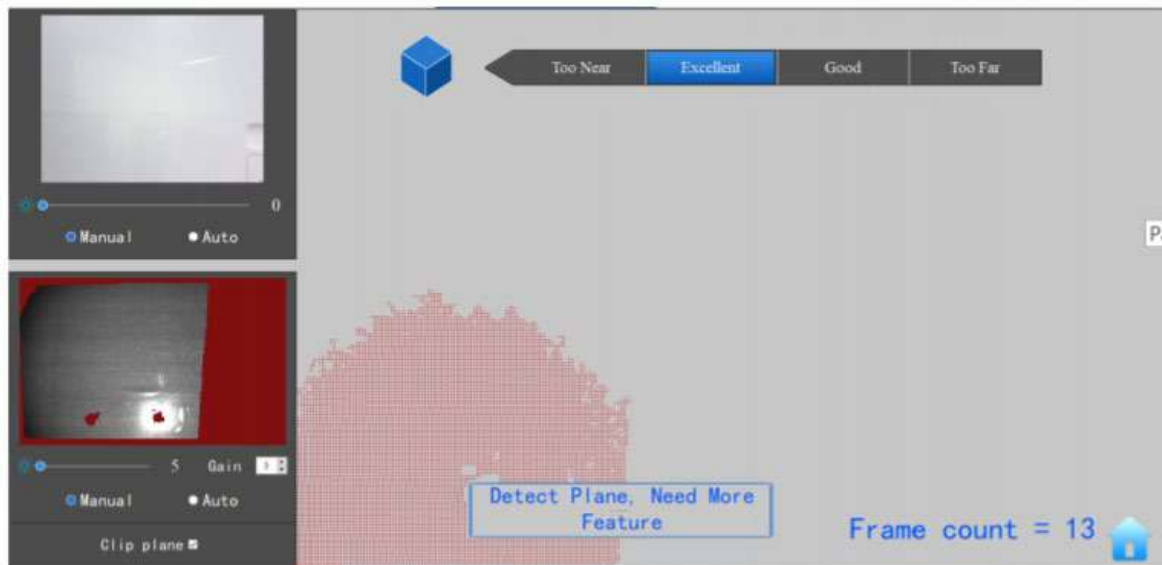 Too Near Excellent Good Too Far
0
Manual Auto
5 Gain
Manual Auto
Clip plane
Detect Plane, Need More
Feature
Frame count = 13